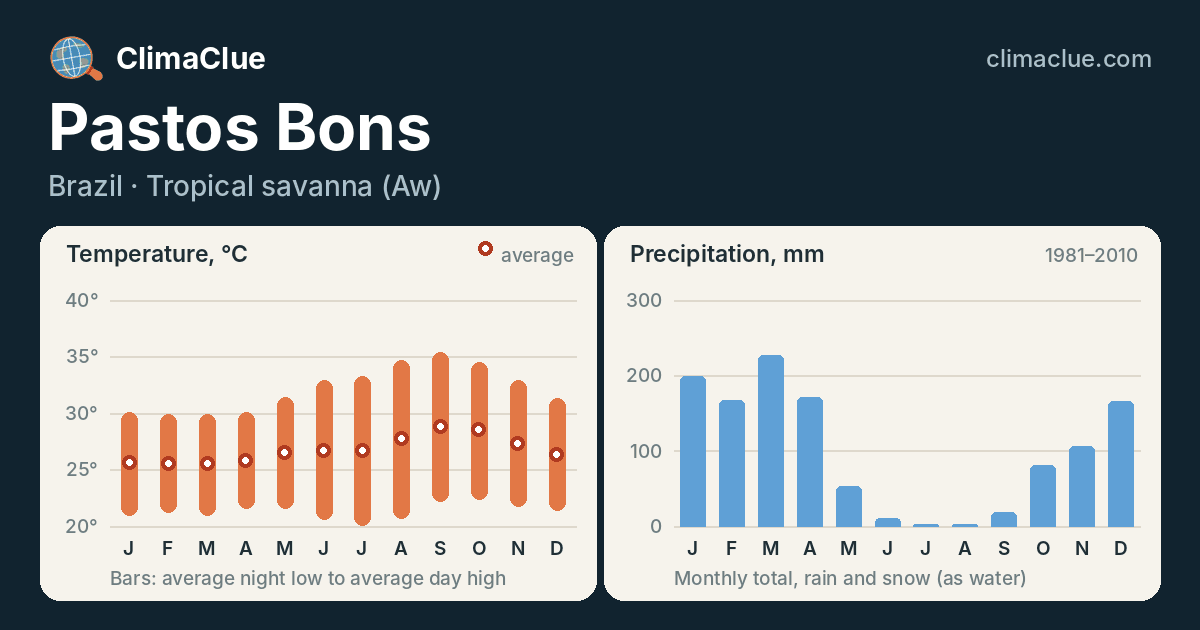 ClimaClue
climaclue.com
Pastos Bons
Brazil · Tropical savanna (Aw)
Temperature, °C
average
40°
35°
30°
25°
20°
J F M A M J J A S O N D
Bars: average night low to average day high
Precipitation, mm
1981–2010
300
200
100
0
J F M A M J J A S O N D
Monthly total, rain and snow (as water)